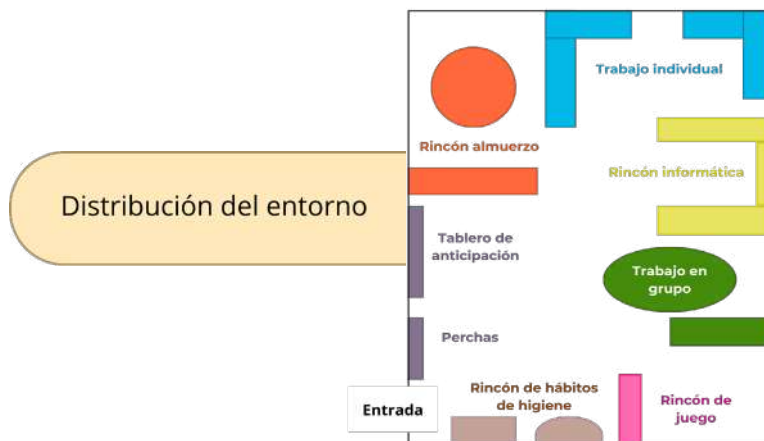 Distribución del entorno
Trabajo individual
Rincón almuerzo
Rincón informática
Tablero de
anticipación
Trabajo en
grupo
Perchas
Entrada
Rincón de hábitos
de higiene
Rincón de
juego